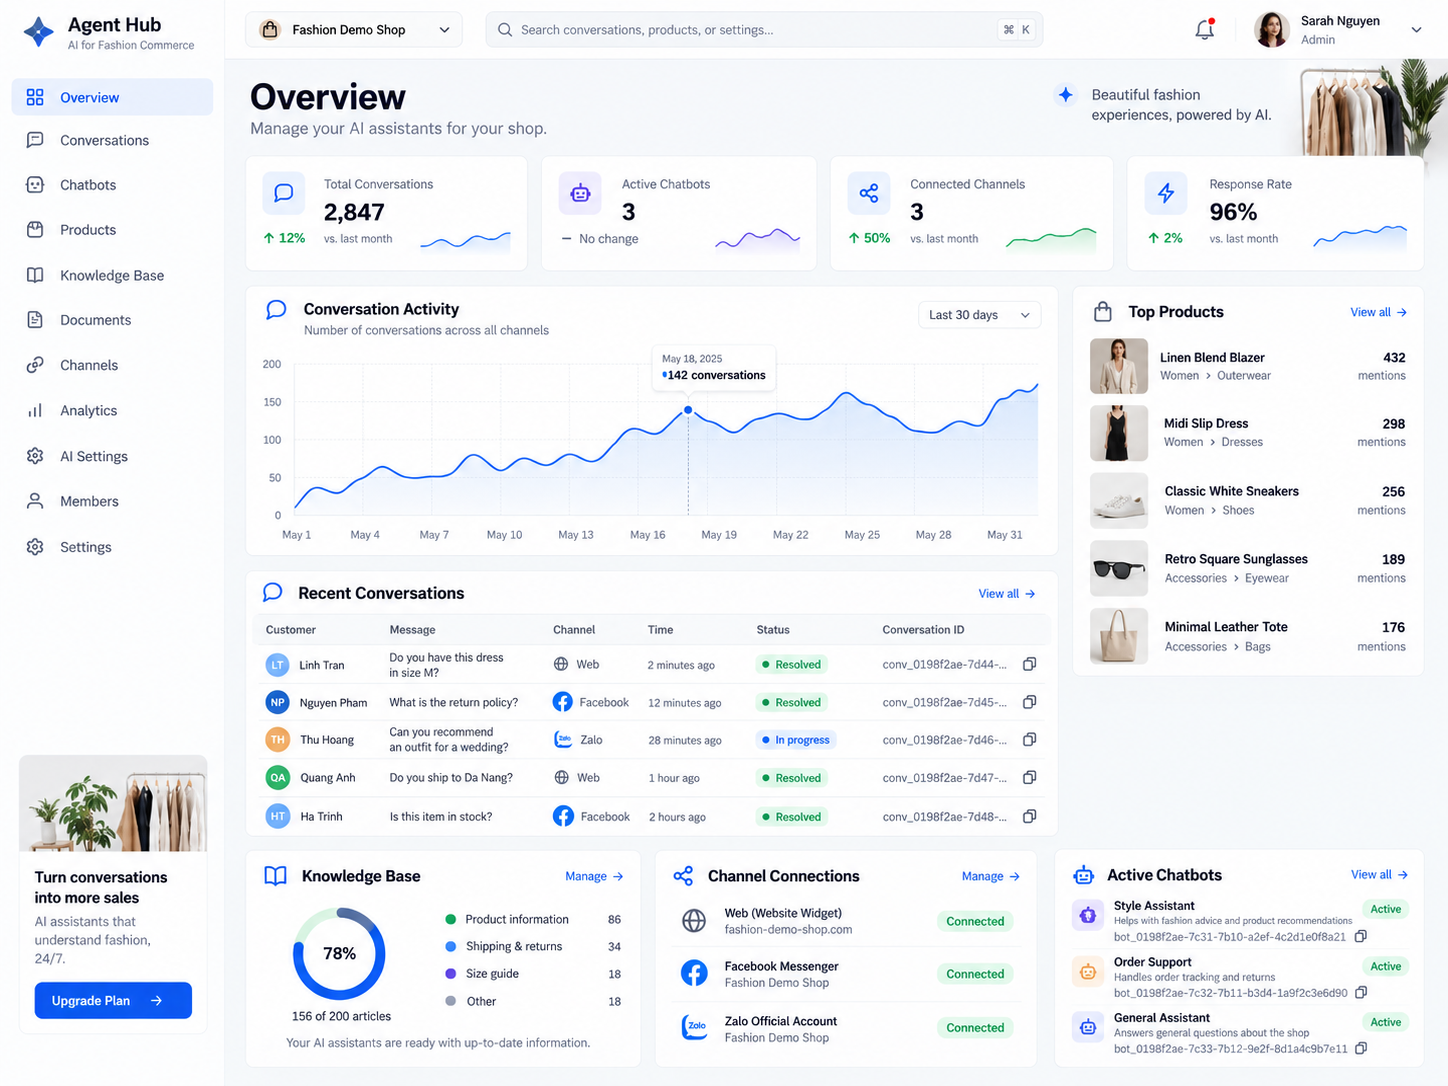 Agent Hub
AI for Fashion Commerce
Fashion Demo Shop
Search conversations, products, or settings...
⌘ K
Sarah Nguyen
Admin
Overview
Conversations
Chatbots
Products
Knowledge Base
Documents
Channels
Analytics
AI Settings
Members
Settings
Turn conversations
into more sales
AI assistants that
understand fashion,
24/7.
Upgrade Plan →
Overview
Manage your AI assistants for your shop.
Beautiful fashion
experiences, powered by AI.
Total Conversations
2,847
↑ 12% vs. last month
Active Chatbots
3
— No change
Connected Channels
3
↑ 50% vs. last month
Response Rate
96%
↑ 2% vs. last month
Conversation Activity
Number of conversations across all channels
Last 30 days
May 18, 2025
142 conversations
200
150
100
50
0
May 1 May 4 May 7 May 10 May 13 May 16 May 19 May 22 May 25 May 28 May 31
Top Products
View all →
Linen Blend Blazer 432
Women > Outerwear mentions
Midi Slip Dress 298
Women > Dresses mentions
Classic White Sneakers 256
Women > Shoes mentions
Retro Square Sunglasses 189
Accessories > Eyewear mentions
Minimal Leather Tote 176
Accessories > Bags mentions
Recent Conversations
View all →
Customer Message Channel Time Status Conversation ID
LT Linh Tran Do you have this dress
in size M? Web 2 minutes ago Resolved conv_0198f2ae-7d44-...
NP Nguyen Pham What is the return policy? Facebook 12 minutes ago Resolved conv_0198f2ae-7d45-...
TH Thu Hoang Can you recommend
an outfit for a wedding? Zalo Zalo 28 minutes ago In progress conv_0198f2ae-7d46-...
QA Quang Anh Do you ship to Da Nang? Web 1 hour ago Resolved conv_0198f2ae-7d47-...
HT Ha Trinh Is this item in stock? Facebook 2 hours ago Resolved conv_0198f2ae-7d48-...
Knowledge Base
Manage →
78%
156 of 200 articles
Product information 86
Shipping & returns 34
Size guide 18
Other 18
Your AI assistants are ready with up-to-date information.
Channel Connections
Manage →
Web (Website Widget)
fashion-demo-shop.com
Connected
Facebook Messenger
Fashion Demo Shop
Connected
Zalo
Zalo Official Account
Fashion Demo Shop
Connected
Active Chatbots
View all →
Style Assistant
Helps with fashion advice and product recommendations
bot_0198f2ae-7c31-7b10-a2ef-4c2d1e0f8a21
Active
Order Support
Handles order tracking and returns
bot_0198f2ae-7c32-7b11-b3d4-1a9f2c3e6d90
Active
General Assistant
Answers general questions about the shop
bot_0198f2ae-7c33-7b12-9e2f-8d1a4c9b7e11
Active